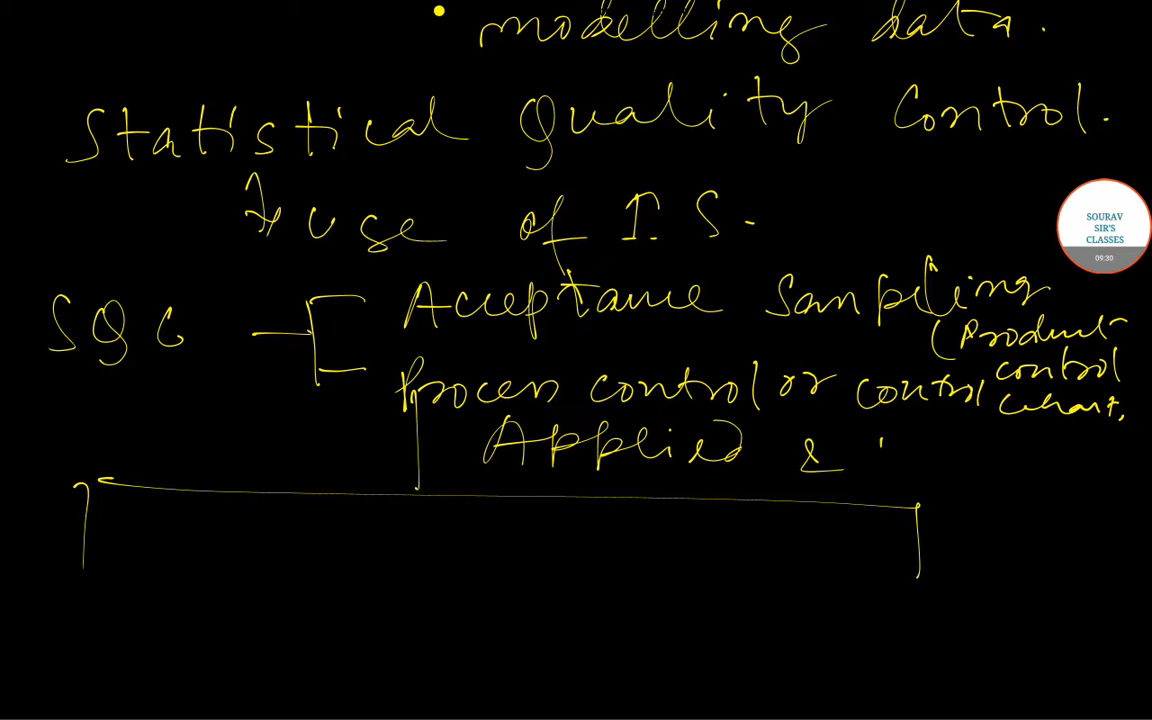 modelling data.
Statistical Quality Control.
use of I. S.
SQC
Acceptance Sampling
(Product
control
Process control or control chart,
Applied &
SOURAV
SIR'S
CLASSES
09:30